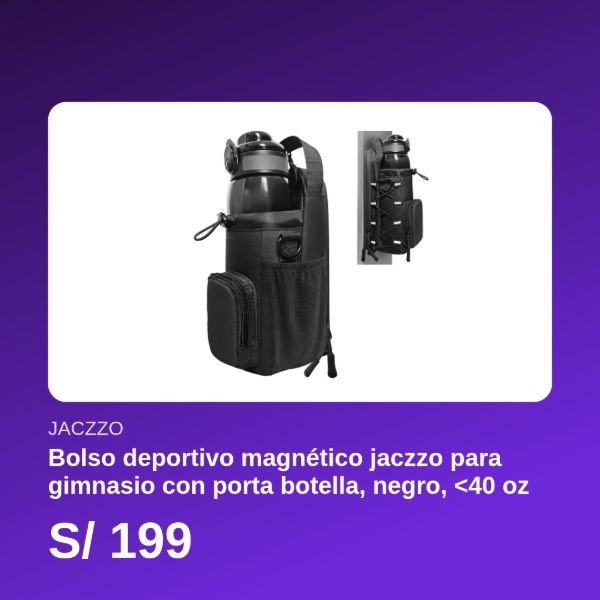 JACZZO
Bolso deportivo magnético jaczzo para
gimnasio con porta botella, negro, <40 oz
S/ 199